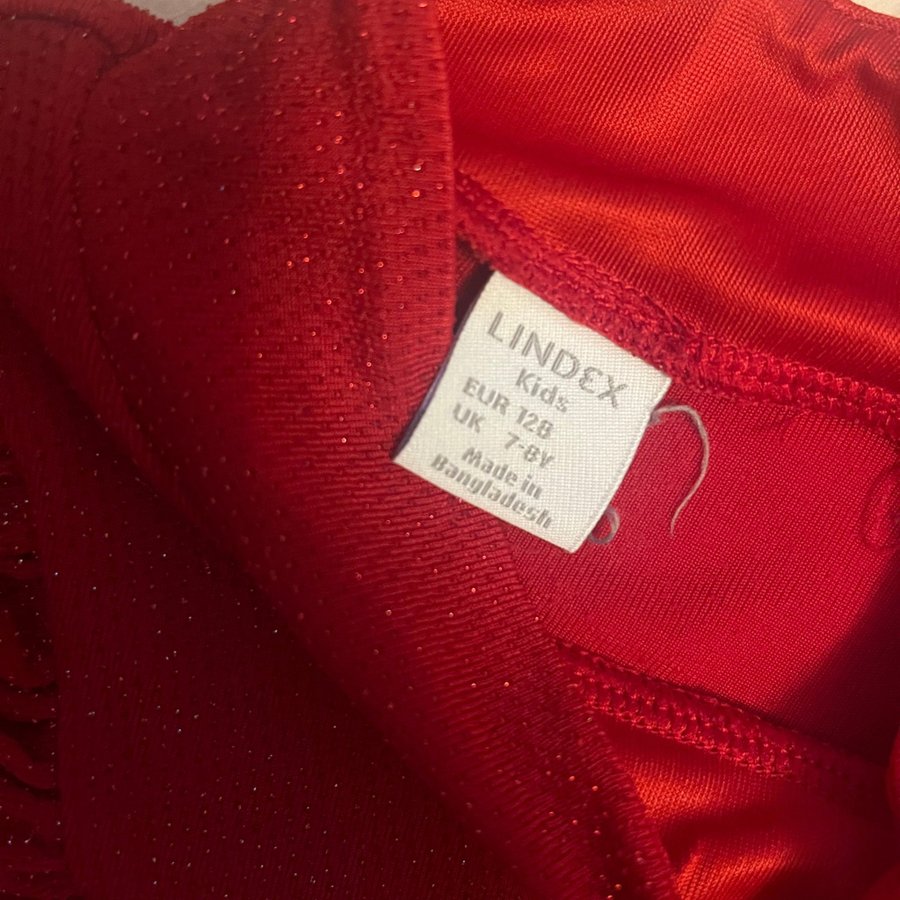 LINDEX
Kids
EUR 128
UK 7-8Y
Made in
Bangladesh